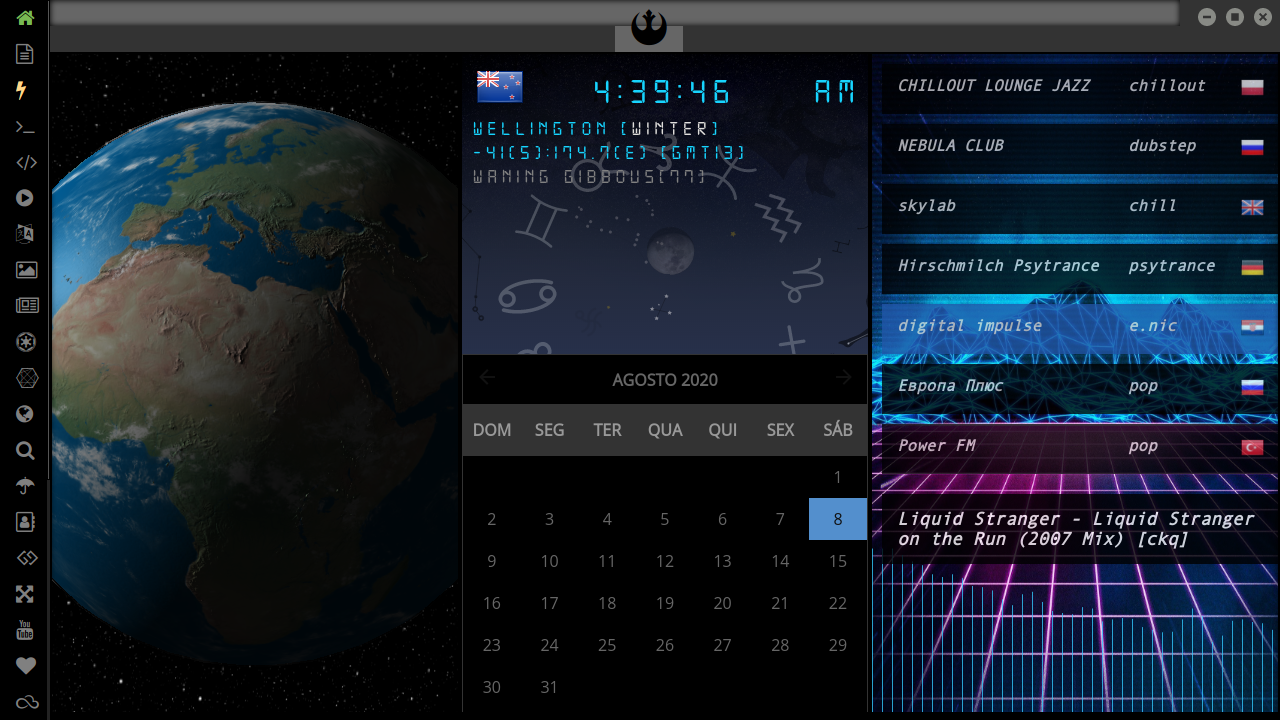 4:39:46 AM
WELLINGTON [WINTER]
-41(S):174.7(E) [GMT13]
WANING GIBBOUS[77]
AGOSTO 2020
DOM SEG TER QUA QUI SEX SÁB
1
2 3 4 5 6 7 8
9 10 11 12 13 14 15
16 17 18 19 20 21 22
23 24 25 26 27 28 29
30 31
CHILLOUT LOUNGE JAZZ chillout
NEBULA CLUB dubstep
skylab chill
Hirschmilch Psytrance psytrance
digital impulse e.nic
Европа Плюс pop
Power FM pop
Liquid Stranger - Liquid Stranger
on the Run (2007 Mix) [ckq]
You
Tube